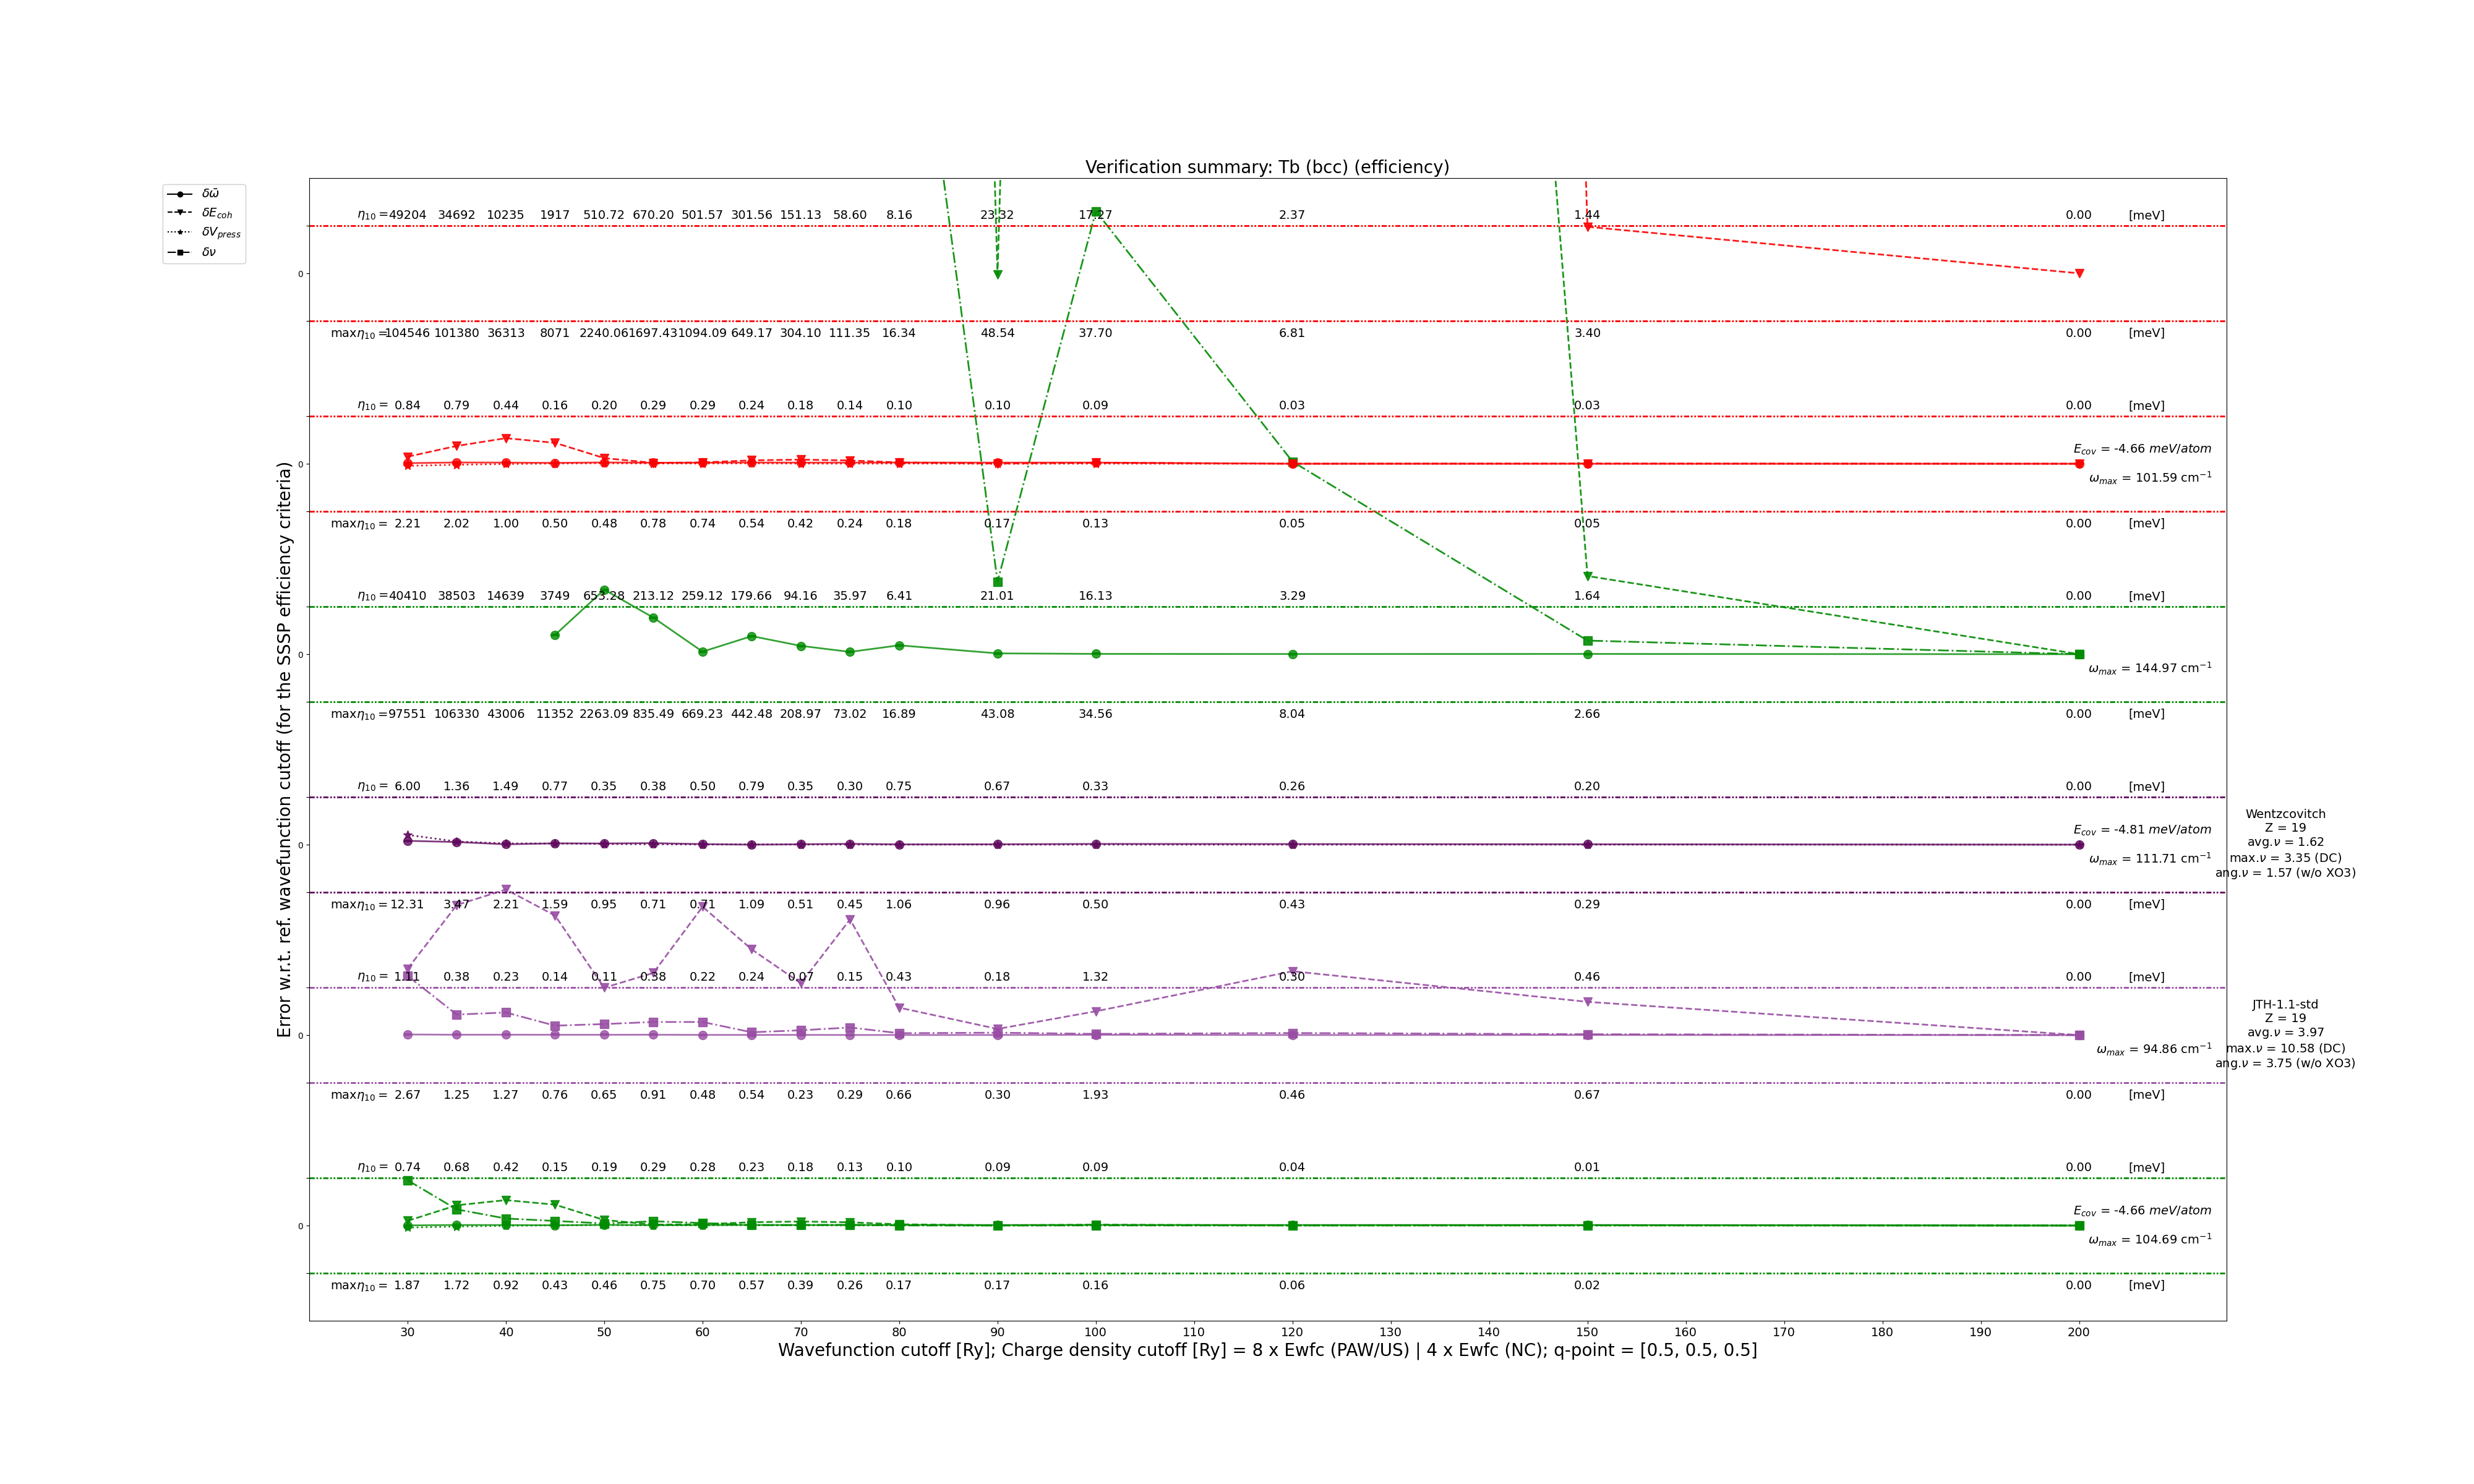 Verification summary: Tb (bcc) (efficiency)
δω̄
δE_coh
δV_press
δν
Error w.r.t. ref. wavefunction cutoff (for the SSSP efficiency criteria)
η₁₀ = 49204 34692 10235 1917 510.72 670.20 501.57 301.56 151.13 58.60 8.16 23.32 17.27 2.37 1.44 0.00 [meV]
0
maxη₁₀ = 104546 101380 36313 8071 2240.06 1697.43 1094.09 649.17 304.10 111.35 16.34 48.54 37.70 6.81 3.40 0.00 [meV]
η₁₀ = 0.84 0.79 0.44 0.16 0.20 0.29 0.29 0.24 0.18 0.14 0.10 0.10 0.09 0.03 0.03 0.00 [meV]
E_cov = -4.66 meV/atom
0
ω_max = 101.59 cm⁻¹
maxη₁₀ = 2.21 2.02 1.00 0.50 0.48 0.78 0.74 0.54 0.42 0.24 0.18 0.17 0.13 0.05 0.05 0.00 [meV]
η₁₀ = 40410 38503 14639 3749 653.28 213.12 259.12 179.66 94.16 35.97 6.41 21.01 16.13 3.29 1.64 0.00 [meV]
0
ω_max = 144.97 cm⁻¹
maxη₁₀ = 97551 106330 43006 11352 2263.09 835.49 669.23 442.48 208.97 73.02 16.89 43.08 34.56 8.04 2.66 0.00 [meV]
η₁₀ = 6.00 1.36 1.49 0.77 0.35 0.38 0.50 0.79 0.35 0.30 0.75 0.67 0.33 0.26 0.20 0.00 [meV]
E_cov = -4.81 meV/atom
0
ω_max = 111.71 cm⁻¹
Wentzcovitch
Z = 19
avg.ν = 1.62
max.ν = 3.35 (DC)
ang.ν = 1.57 (w/o XO3)
maxη₁₀ = 12.31 3.47 2.21 1.59 0.95 0.71 0.71 1.09 0.51 0.45 1.06 0.96 0.50 0.43 0.29 0.00 [meV]
η₁₀ = 1.11 0.38 0.23 0.14 0.11 0.38 0.22 0.24 0.07 0.15 0.43 0.18 1.32 0.30 0.46 0.00 [meV]
0
ω_max = 94.86 cm⁻¹
JTH-1.1-std
Z = 19
avg.ν = 3.97
max.ν = 10.58 (DC)
ang.ν = 3.75 (w/o XO3)
maxη₁₀ = 2.67 1.25 1.27 0.76 0.65 0.91 0.48 0.54 0.23 0.29 0.66 0.30 1.93 0.46 0.67 0.00 [meV]
η₁₀ = 0.74 0.68 0.42 0.15 0.19 0.29 0.28 0.23 0.18 0.13 0.10 0.09 0.09 0.04 0.01 0.00 [meV]
E_cov = -4.66 meV/atom
0
ω_max = 104.69 cm⁻¹
maxη₁₀ = 1.87 1.72 0.92 0.43 0.46 0.75 0.70 0.57 0.39 0.26 0.17 0.17 0.16 0.06 0.02 0.00 [meV]
30 40 50 60 70 80 90 100 110 120 130 140 150 160 170 180 190 200
Wavefunction cutoff [Ry]; Charge density cutoff [Ry] = 8 x Ewfc (PAW/US) | 4 x Ewfc (NC); q-point = [0.5, 0.5, 0.5]